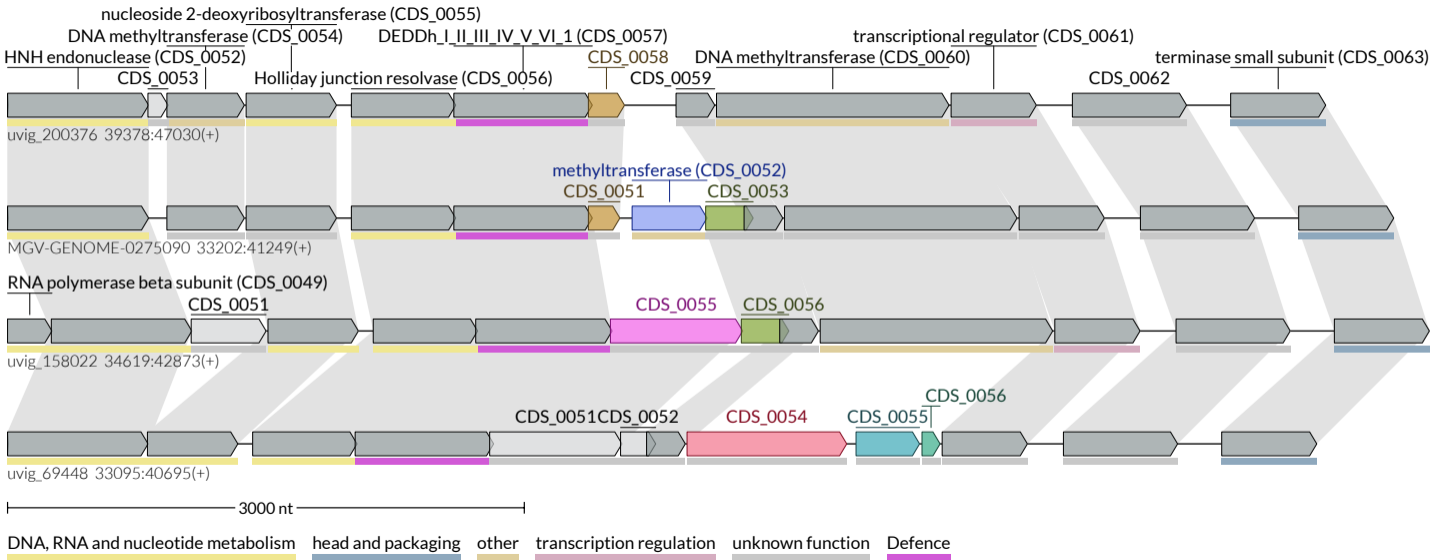 nucleoside 2-deoxyribosyltransferase (CDS_0055)
DNA methyltransferase (CDS_0054) DEDDh_I_II_III_IV_V_VI_1 (CDS_0057) transcriptional regulator (CDS_0061)
HNH endonuclease (CDS_0052) CDS_0058 DNA methyltransferase (CDS_0060) terminase small subunit (CDS_0063)
CDS_0053 Holliday junction resolvase (CDS_0056) CDS_0059 CDS_0062
uvig_200376 39378:47030(+)
methyltransferase (CDS_0052)
CDS_0051 CDS_0053
MGV-GENOME-0275090 33202:41249(+)
RNA polymerase beta subunit (CDS_0049)
CDS_0051 CDS_0055 CDS_0056
uvig_158022 34619:42873(+)
CDS_0056
CDS_0051 CDS_0052 CDS_0054 CDS_0055
uvig_69448 33095:40695(+)
3000 nt
DNA, RNA and nucleotide metabolism head and packaging other transcription regulation unknown function Defence